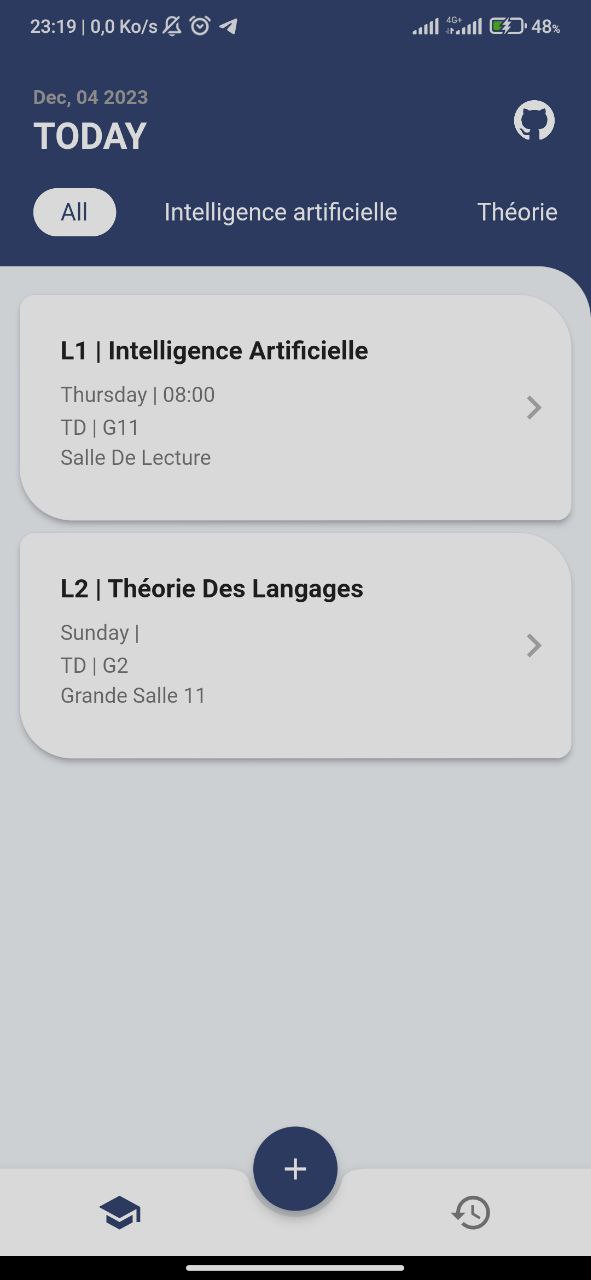 23:19 | 0,0 Ko/s 4G+ 48%
Dec, 04 2023
TODAY
All Intelligence artificielle Théorie
L1 | Intelligence Artificielle
Thursday | 08:00
TD | G11
Salle De Lecture
L2 | Théorie Des Langages
Sunday |
TD | G2
Grande Salle 11